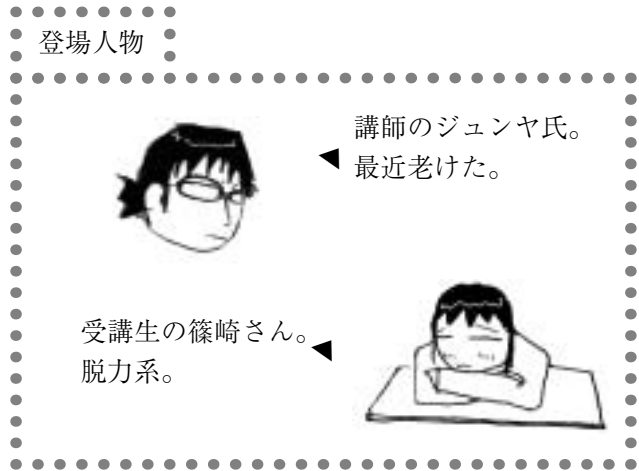 登場人物
講師のジュンヤ氏。
最近老けた。
受講生の篠崎さん。
脱力系。